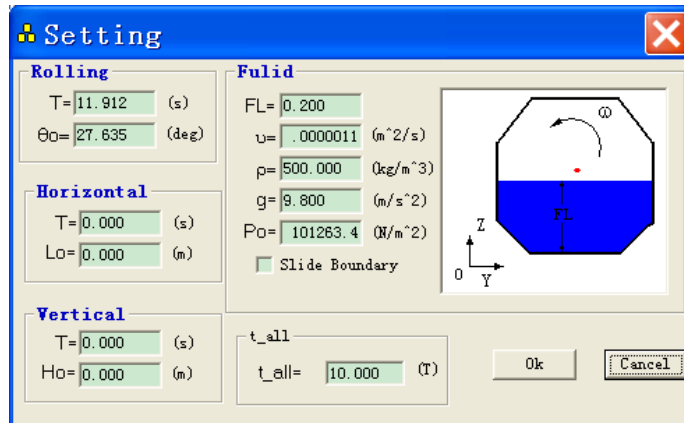 Setting
Rolling
T= 11.912 (s)
θo= 27.635 (deg)
Horizontal
T= 0.000 (s)
Lo= 0.000 (m)
Vertical
T= 0.000 (s)
Ho= 0.000 (m)
Fulid
FL= 0.200
υ= .0000011 (m^2/s)
ρ= 500.000 (kg/m^3)
g= 9.800 (m/s^2)
Po= 101263.4 (N/m^2)
Slide Boundary
ω
FL
Z
O Y
t_all
t_all= 10.000 (T)
Ok
Cancel